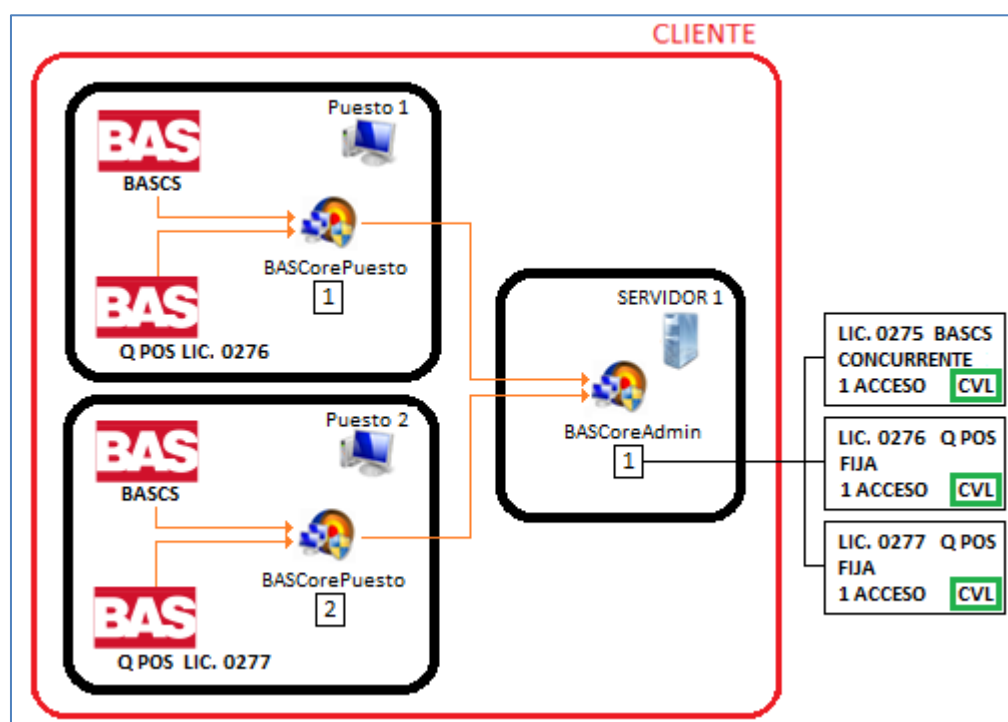 CLIENTE
Puesto 1
BAS
BASCS
BASCorePuesto
1
BAS
Q POS LIC. 0276
Puesto 2
BAS
BASCS
BASCorePuesto
2
BAS
Q POS LIC. 0277
SERVIDOR 1
BASCoreAdmin
1
LIC. 0275 BASCS
CONCURRENTE
1 ACCESO CVL
LIC. 0276 Q POS
FIJA
1 ACCESO CVL
LIC. 0277 Q POS
FIJA
1 ACCESO CVL